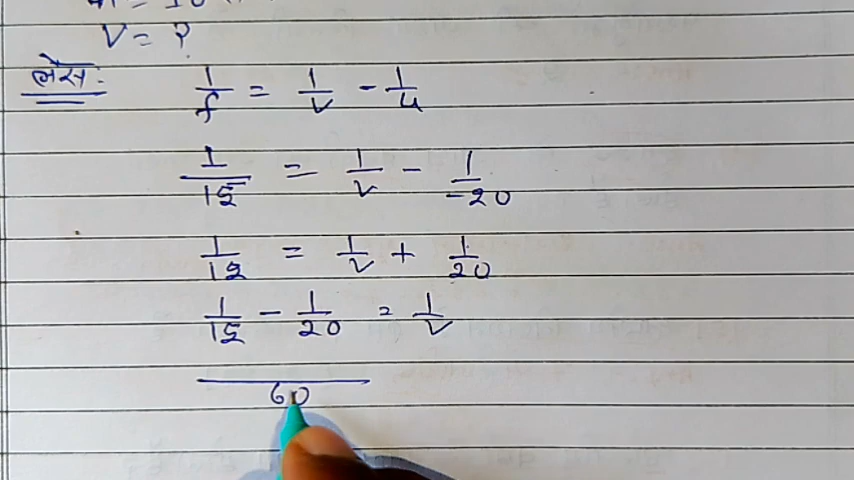 V = ?
लेंस:
1/f = 1/v - 1/u
1/15 = 1/v - 1/-20
1/15 = 1/v + 1/20
1/15 - 1/20 = 1/v
60